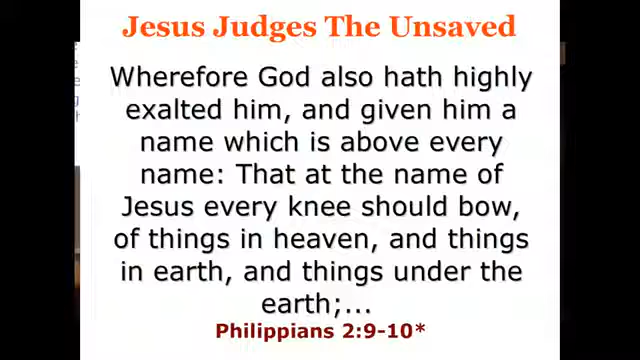 Jesus Judges The Unsaved
Wherefore God also hath highly
exalted him, and given him a
name which is above every
name: That at the name of
Jesus every knee should bow,
of things in heaven, and things
in earth, and things under the
earth;...
Philippians 2:9-10*